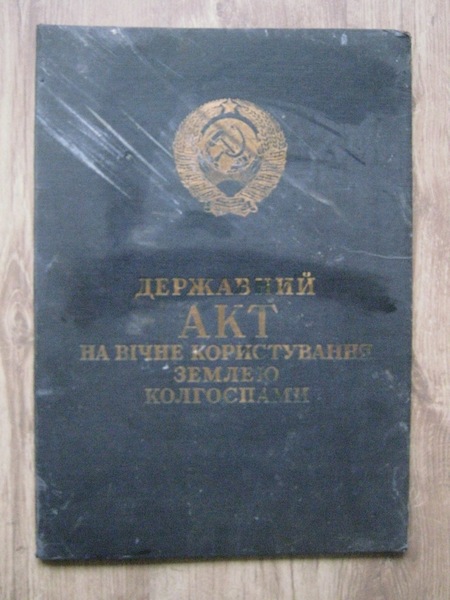 ДЕРЖАВНИЙ
АКТ
НА ВІЧНЕ КОРИСТУВАННЯ
ЗЕМЛЕЮ
КОЛГОСПАМИ